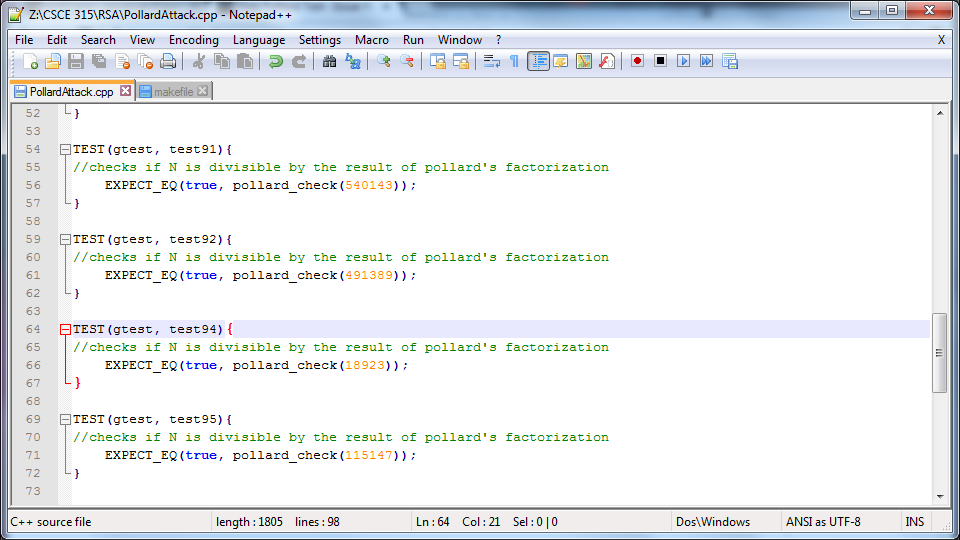 Z:\CSCE 315\RSA\PollardAttack.cpp - Notepad++
File Edit Search View Encoding Language Settings Macro Run Window ? X
PollardAttack.cpp makefile
52 }
53
54 TEST(gtest, test91){
55 //checks if N is divisible by the result of pollard's factorization
56 EXPECT_EQ(true, pollard_check(540143));
57 }
58
59 TEST(gtest, test92){
60 //checks if N is divisible by the result of pollard's factorization
61 EXPECT_EQ(true, pollard_check(491389));
62 }
63
64 TEST(gtest, test94){
65 //checks if N is divisible by the result of pollard's factorization
66 EXPECT_EQ(true, pollard_check(18923));
67 }
68
69 TEST(gtest, test95){
70 //checks if N is divisible by the result of pollard's factorization
71 EXPECT_EQ(true, pollard_check(115147));
72 }
73
C++ source file length : 1805 lines : 98 Ln : 64 Col : 21 Sel : 0 | 0 Dos\Windows ANSI as UTF-8 INS